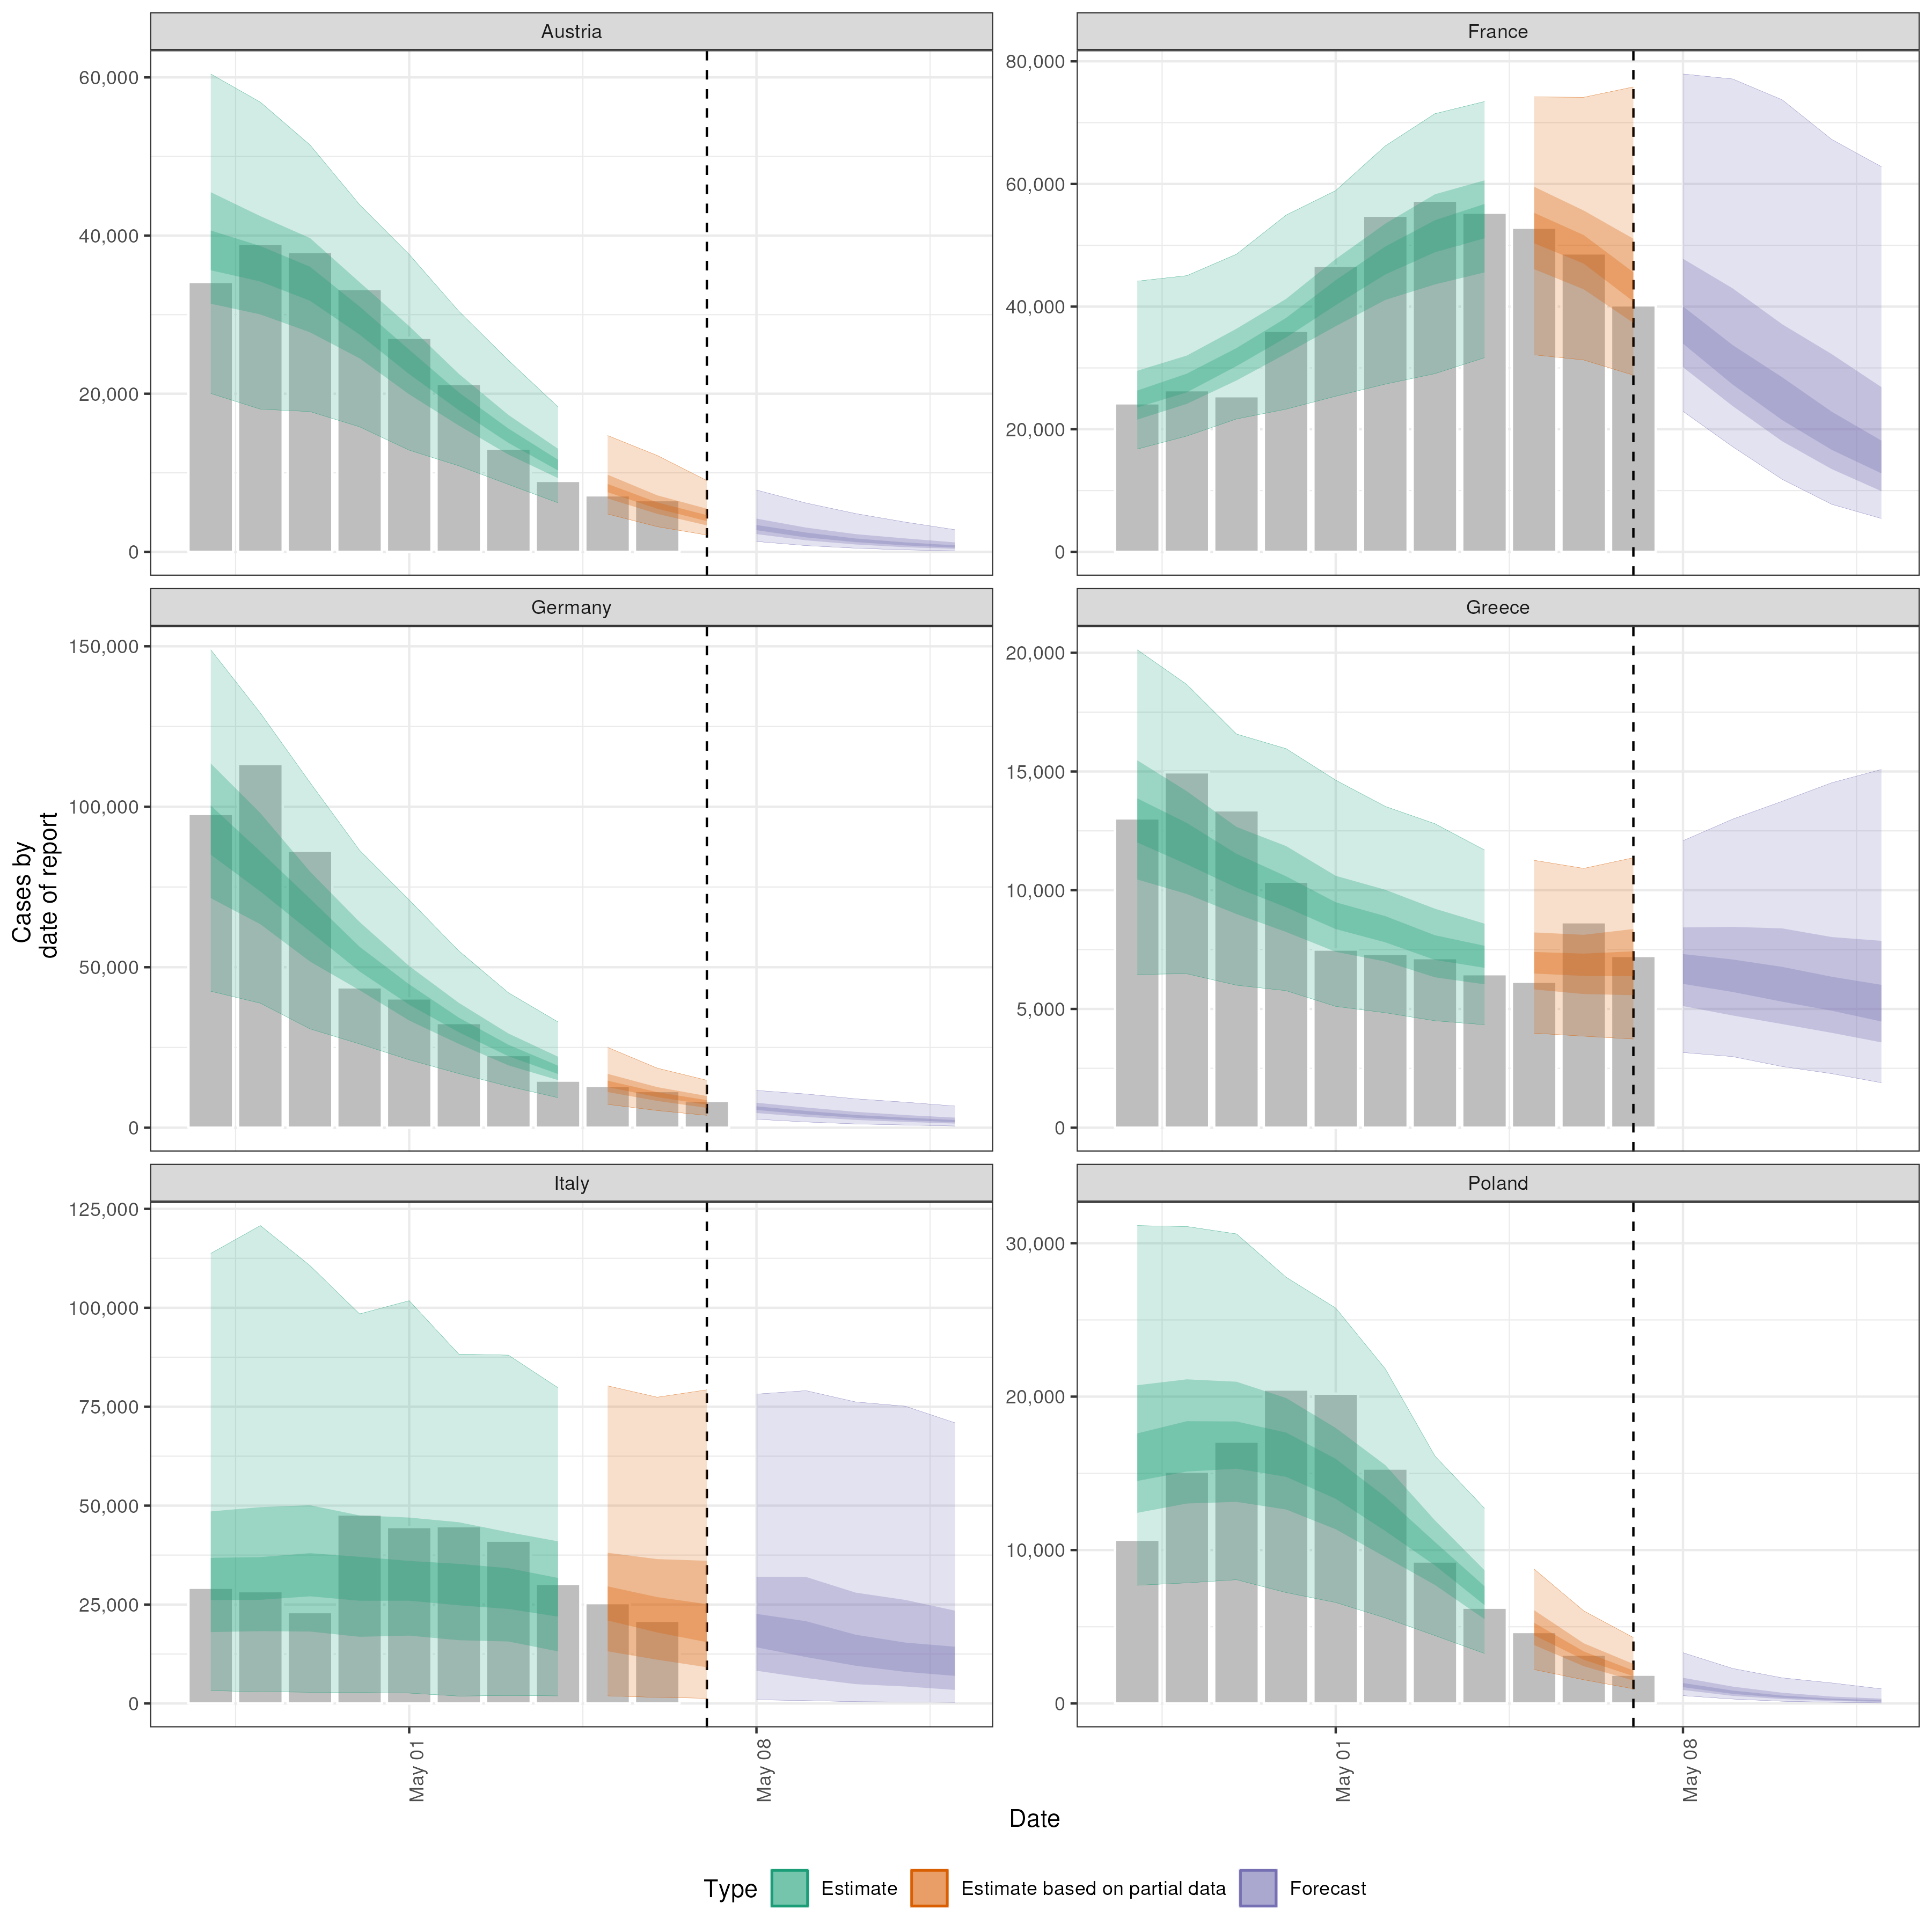 Austria
France
60,000
40,000
20,000
0
80,000
60,000
40,000
20,000
0
Germany
Greece
150,000
100,000
50,000
0
20,000
15,000
10,000
5,000
0
Italy
Poland
125,000
100,000
75,000
50,000
25,000
0
30,000
20,000
10,000
0
Cases by
date of report
May 01
May 08
May 01
May 08
Date
Type
Estimate
Estimate based on partial data
Forecast